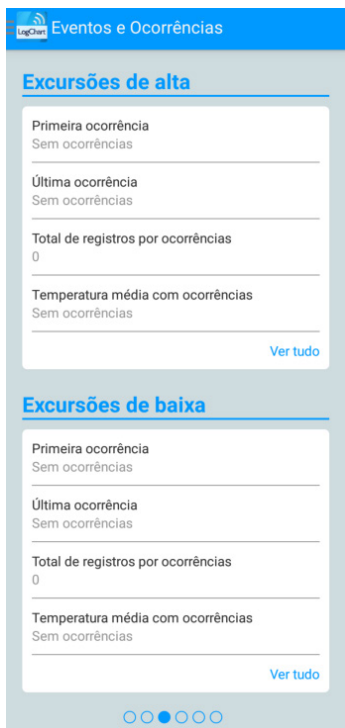 LogChart
Eventos e Ocorrências
Excursões de alta
Primeira ocorrência
Sem ocorrências
Última ocorrência
Sem ocorrências
Total de registros por ocorrências
0
Temperatura média com ocorrências
Sem ocorrências
Ver tudo
Excursões de baixa
Primeira ocorrência
Sem ocorrências
Última ocorrência
Sem ocorrências
Total de registros por ocorrências
0
Temperatura média com ocorrências
Sem ocorrências
Ver tudo